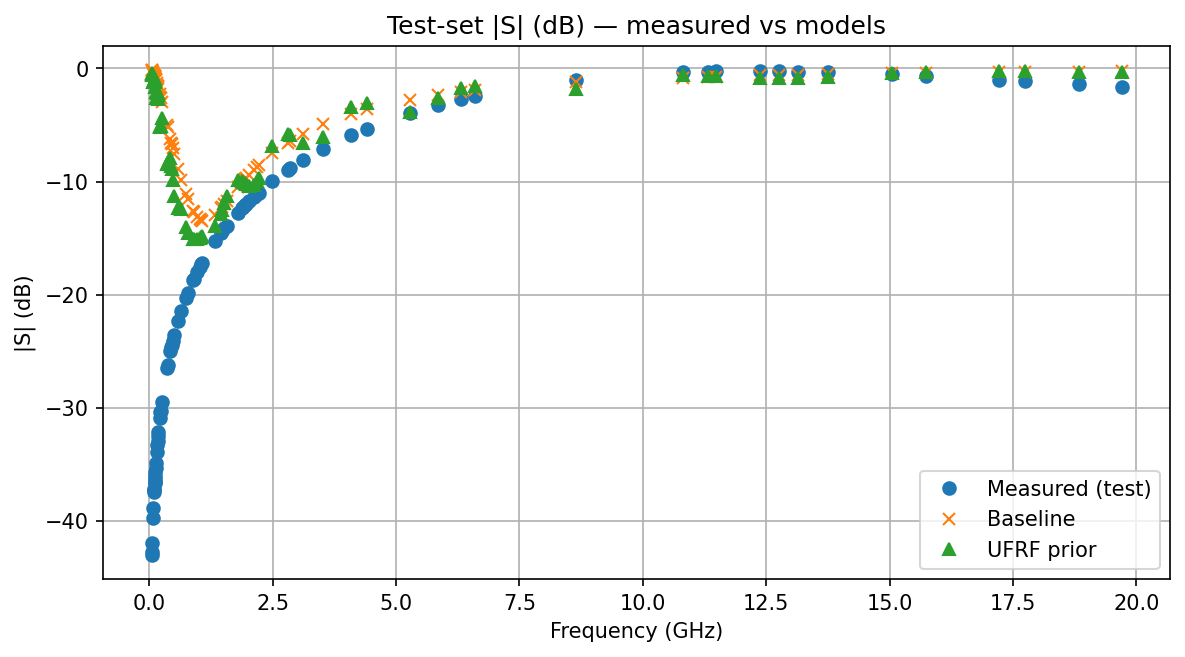 Test-set |S| (dB) — measured vs models
|S| (dB)
0
−10
−20
−30
−40
0.0 2.5 5.0 7.5 10.0 12.5 15.0 17.5 20.0
Frequency (GHz)
Measured (test)
Baseline
UFRF prior